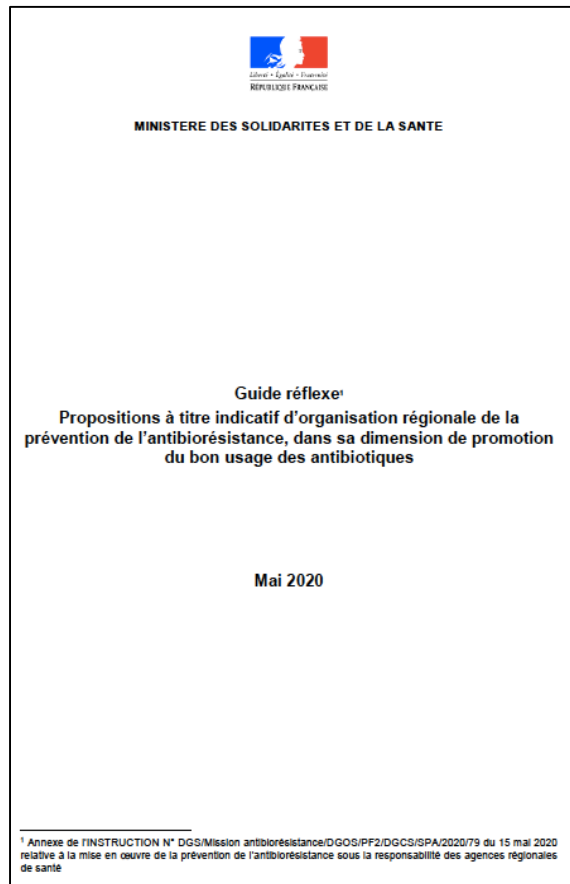 Liberté • Égalité • Fraternité
RÉPUBLIQUE FRANÇAISE
MINISTERE DES SOLIDARITES ET DE LA SANTE
Guide réflexe¹
Propositions à titre indicatif d'organisation régionale de la
prévention de l'antibiorésistance, dans sa dimension de promotion
du bon usage des antibiotiques
Mai 2020
¹ Annexe de l'INSTRUCTION N° DGS/Mission antibiorésistance/DGOS/PF2/DGCS/SPA/2020/79 du 15 mai 2020
relative à la mise en œuvre de la prévention de l'antibiorésistance sous la responsabilité des agences régionales
de santé